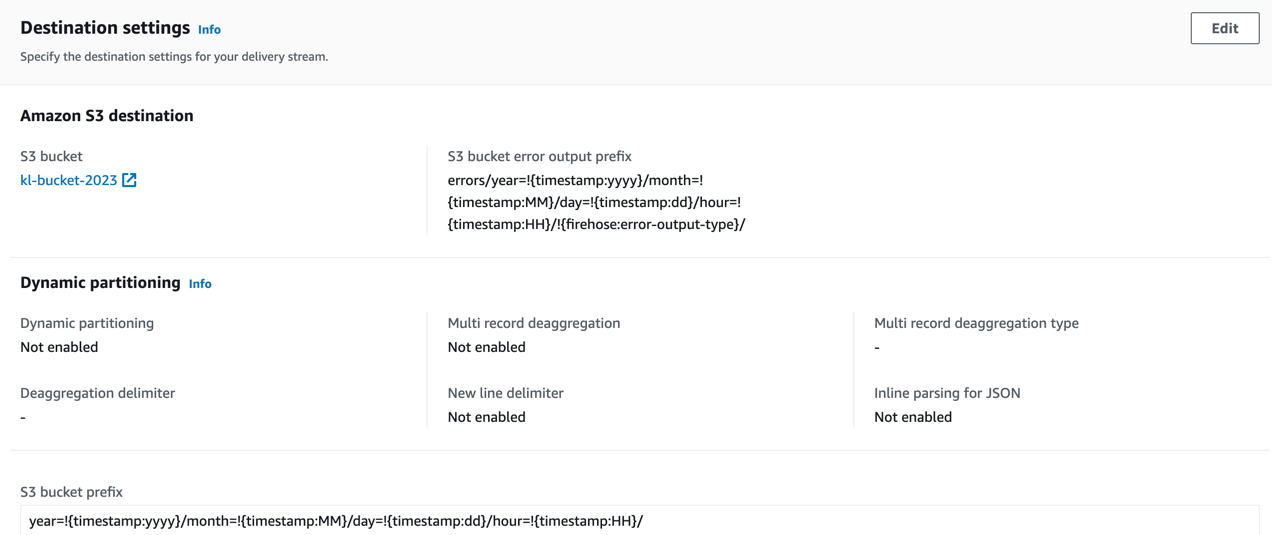 Destination settings Info
Edit
Specify the destination settings for your delivery stream.
Amazon S3 destination
S3 bucket
kl-bucket-2023
S3 bucket error output prefix
errors/year=!{timestamp:yyyy}/month=!
{timestamp:MM}/day=!{timestamp:dd}/hour=!
{timestamp:HH}/!{firehose:error-output-type}/
Dynamic partitioning Info
Dynamic partitioning
Not enabled
Multi record deaggregation
Not enabled
Multi record deaggregation type
-
Deaggregation delimiter
-
New line delimiter
Not enabled
Inline parsing for JSON
Not enabled
S3 bucket prefix
year=!{timestamp:yyyy}/month=!{timestamp:MM}/day=!{timestamp:dd}/hour=!{timestamp:HH}/